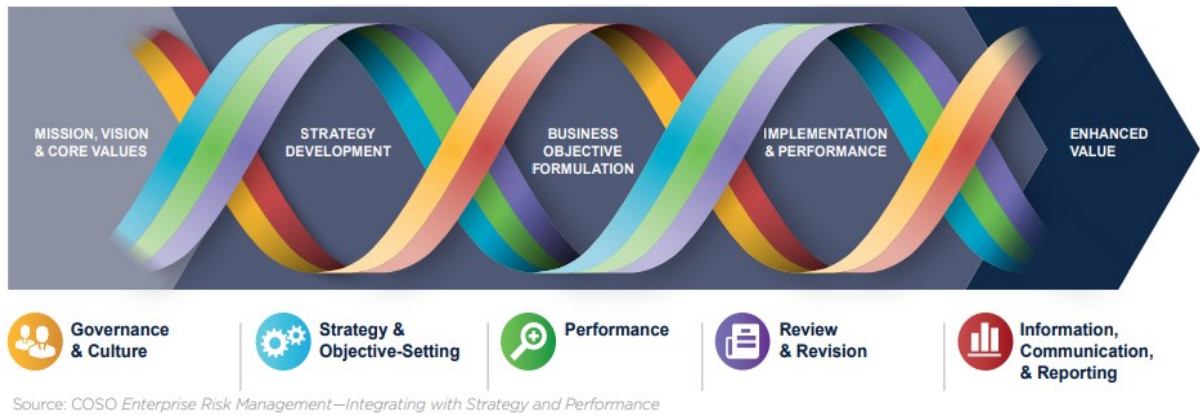 MISSION, VISION
& CORE VALUES
STRATEGY
DEVELOPMENT
BUSINESS
OBJECTIVE
FORMULATION
IMPLEMENTATION
& PERFORMANCE
ENHANCED
VALUE
Governance
& Culture
Strategy &
Objective-Setting
Performance
Review
& Revision
Information,
Communication,
& Reporting
Source: COSO Enterprise Risk Management—Integrating with Strategy and Performance